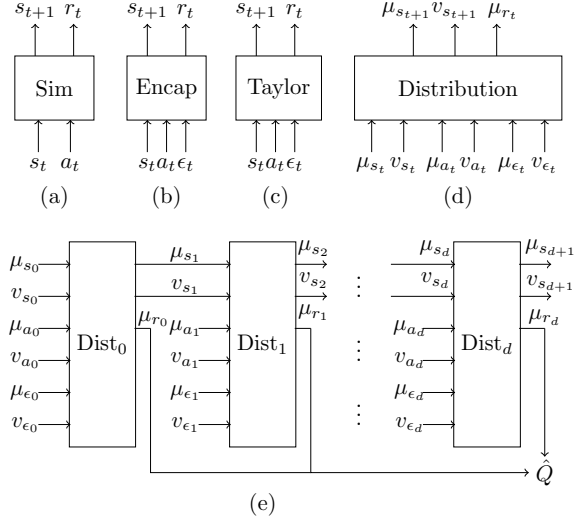 s_{t+1} r_t s_{t+1} r_t s_{t+1} r_t μ_{s_{t+1}} v_{s_{t+1}} μ_{r_t}
Sim Encap Taylor Distribution
s_t a_t s_t a_t ϵ_t s_t a_t ϵ_t μ_{s_t} v_{s_t} μ_{a_t} v_{a_t} μ_{ϵ_t} v_{ϵ_t}
(a) (b) (c) (d)
μ_{s_0} μ_{s_1} μ_{s_2} μ_{s_d} μ_{s_{d+1}}
v_{s_0} v_{s_1} v_{s_2} ⋮ v_{s_d} v_{s_{d+1}}
μ_{a_0} μ_{r_0} μ_{a_1} μ_{r_1} μ_{a_d} μ_{r_d}
Dist_0 Dist_1 Dist_d
v_{a_0} v_{a_1} ⋮ v_{a_d}
μ_{ϵ_0} μ_{ϵ_1} μ_{ϵ_d}
v_{ϵ_0} v_{ϵ_1} ⋮ v_{ϵ_d}
Q̂
(e)